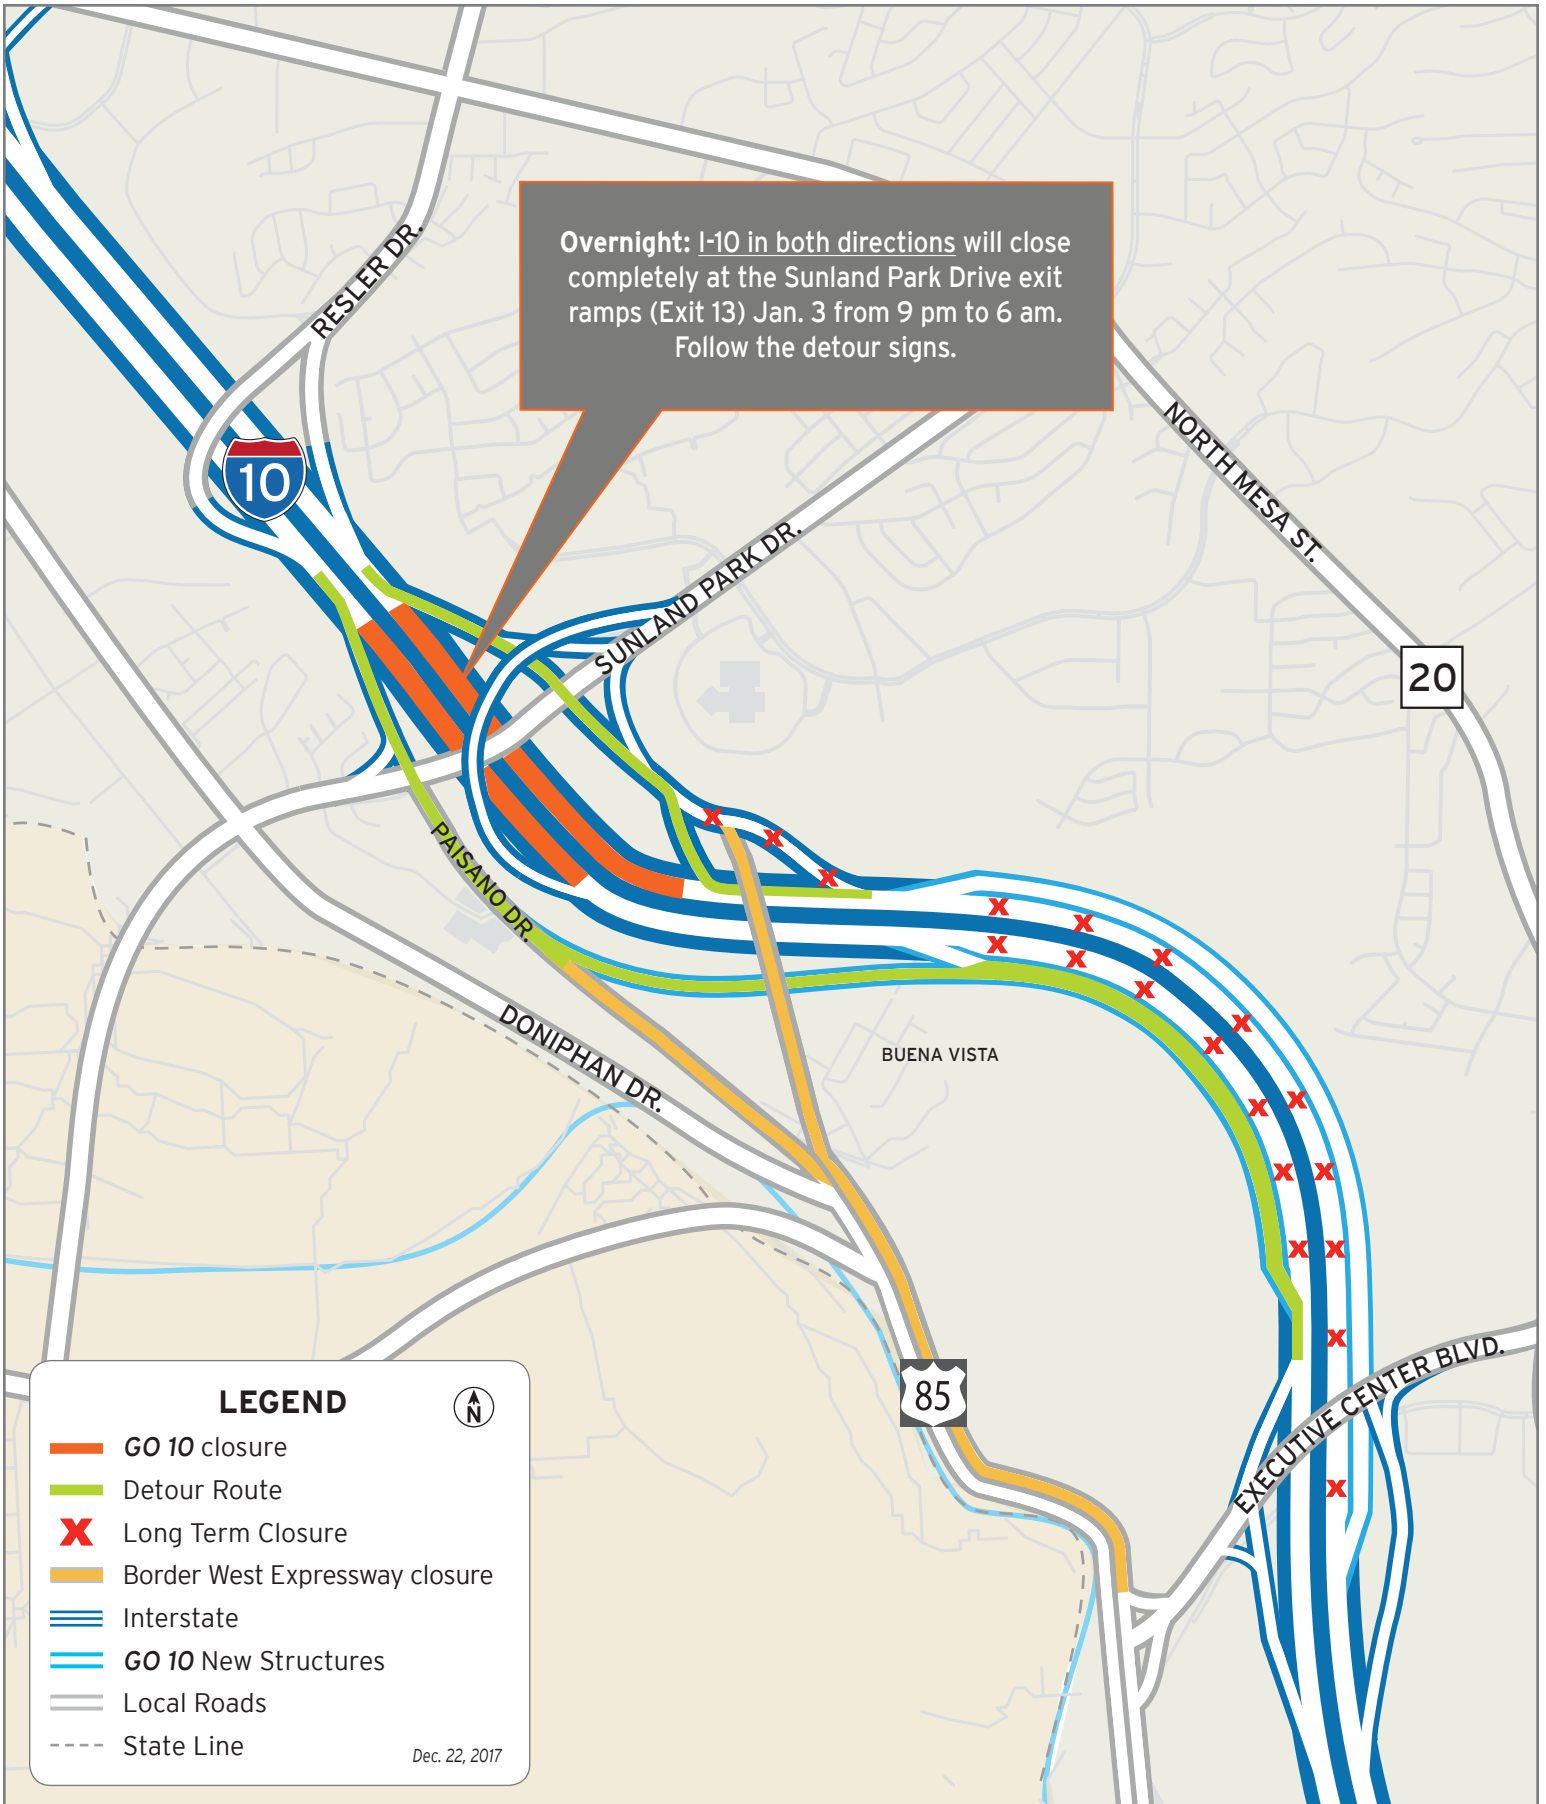 RESLER DR.
Overnight: I-10 in both directions will close
completely at the Sunland Park Drive exit
ramps (Exit 13) Jan. 3 from 9 pm to 6 am.
Follow the detour signs.
10
NORTH MESA ST.
SUNLAND PARK DR.
20
PAISANO DR.
DONIPHAN DR.
BUENA VISTA
85
EXECUTIVE CENTER BLVD.
LEGEND
N
GO 10 closure
Detour Route
X Long Term Closure
Border West Expressway closure
Interstate
GO 10 New Structures
Local Roads
State Line
Dec. 22, 2017